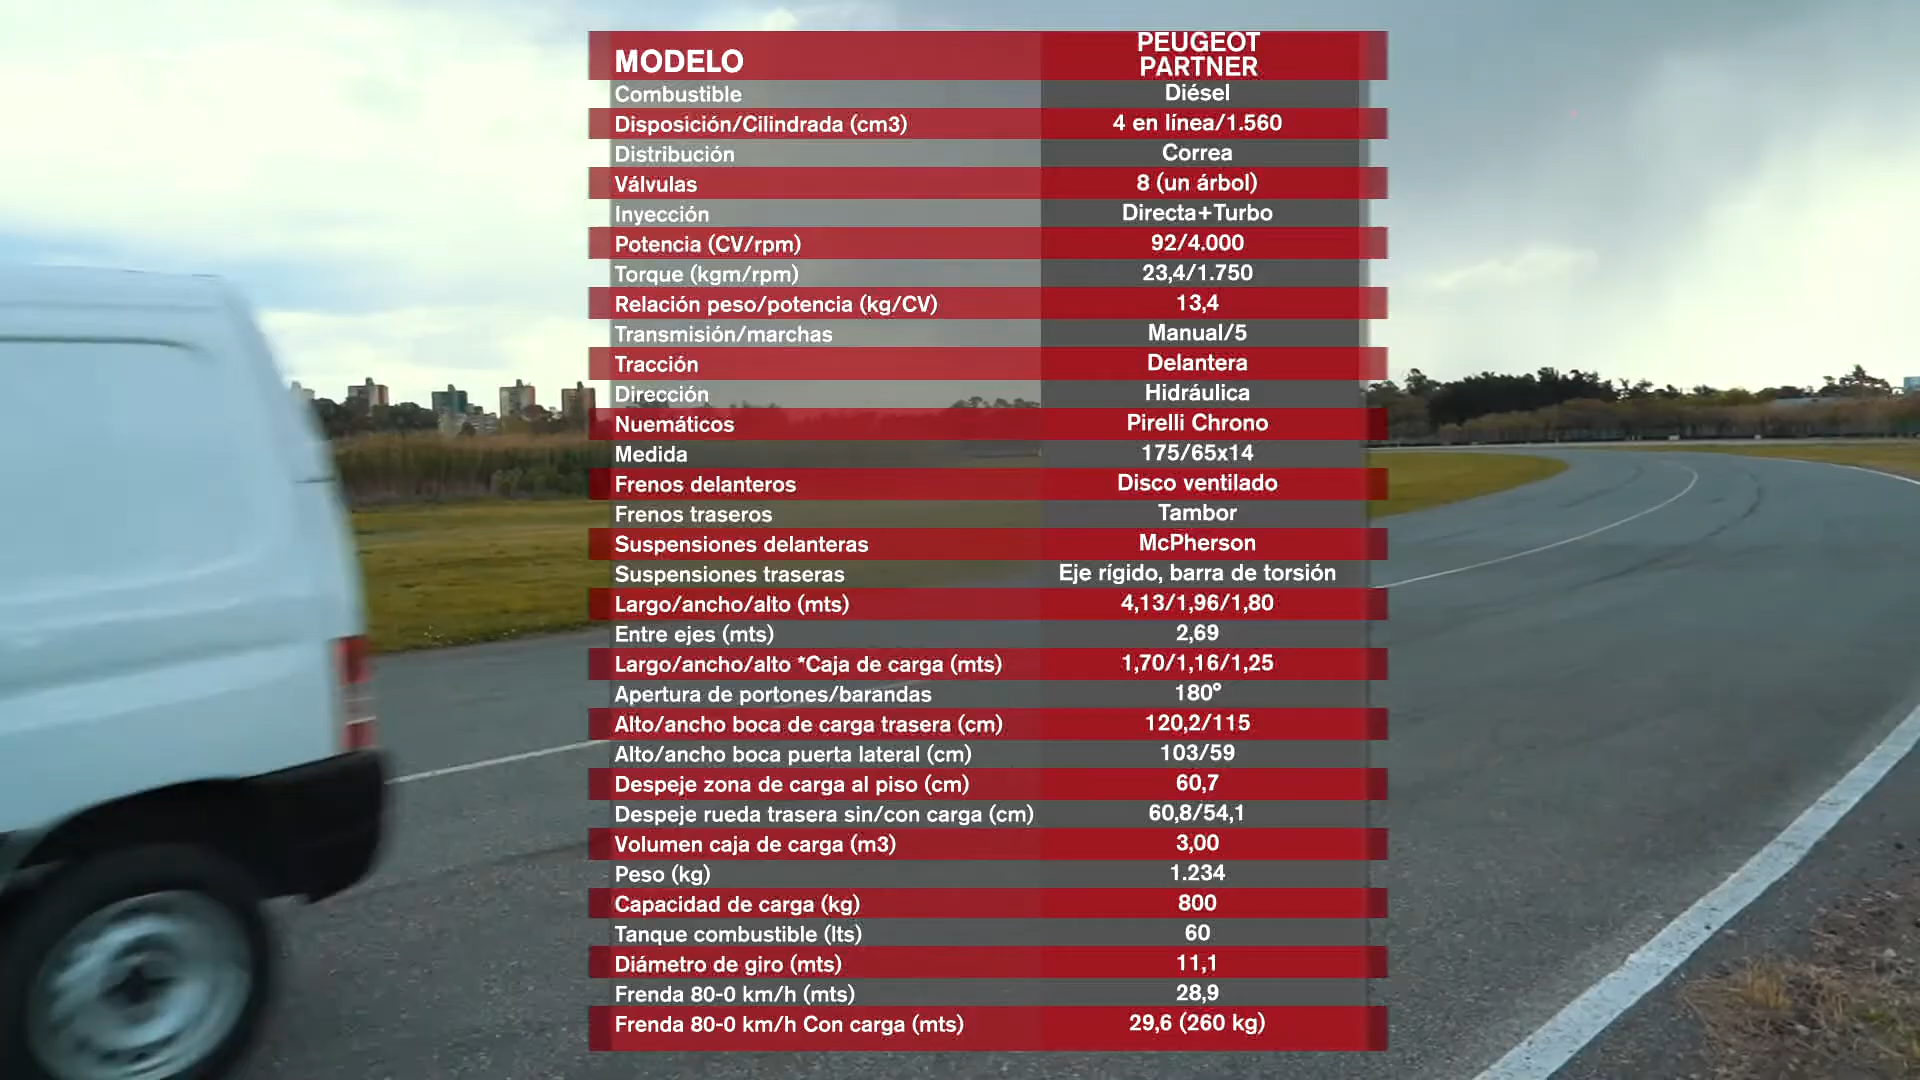 MODELO PEUGEOT
PARTNER
Combustible Diésel
Disposición/Cilindrada (cm3) 4 en línea/1.560
Distribución Correa
Válvulas 8 (un árbol)
Inyección Directa+Turbo
Potencia (CV/rpm) 92/4.000
Torque (kgm/rpm) 23,4/1.750
Relación peso/potencia (kg/CV) 13,4
Transmisión/marchas Manual/5
Tracción Delantera
Dirección Hidráulica
Nuemáticos Pirelli Chrono
Medida 175/65x14
Frenos delanteros Disco ventilado
Frenos traseros Tambor
Suspensiones delanteras McPherson
Suspensiones traseras Eje rígido, barra de torsión
Largo/ancho/alto (mts) 4,13/1,96/1,80
Entre ejes (mts) 2,69
Largo/ancho/alto *Caja de carga (mts) 1,70/1,16/1,25
Apertura de portones/barandas 180°
Alto/ancho boca de carga trasera (cm) 120,2/115
Alto/ancho boca puerta lateral (cm) 103/59
Despeje zona de carga al piso (cm) 60,7
Despeje rueda trasera sin/con carga (cm) 60,8/54,1
Volumen caja de carga (m3) 3,00
Peso (kg) 1.234
Capacidad de carga (kg) 800
Tanque combustible (lts) 60
Diámetro de giro (mts) 11,1
Frenda 80-0 km/h (mts) 28,9
Frenda 80-0 km/h Con carga (mts) 29,6 (260 kg)